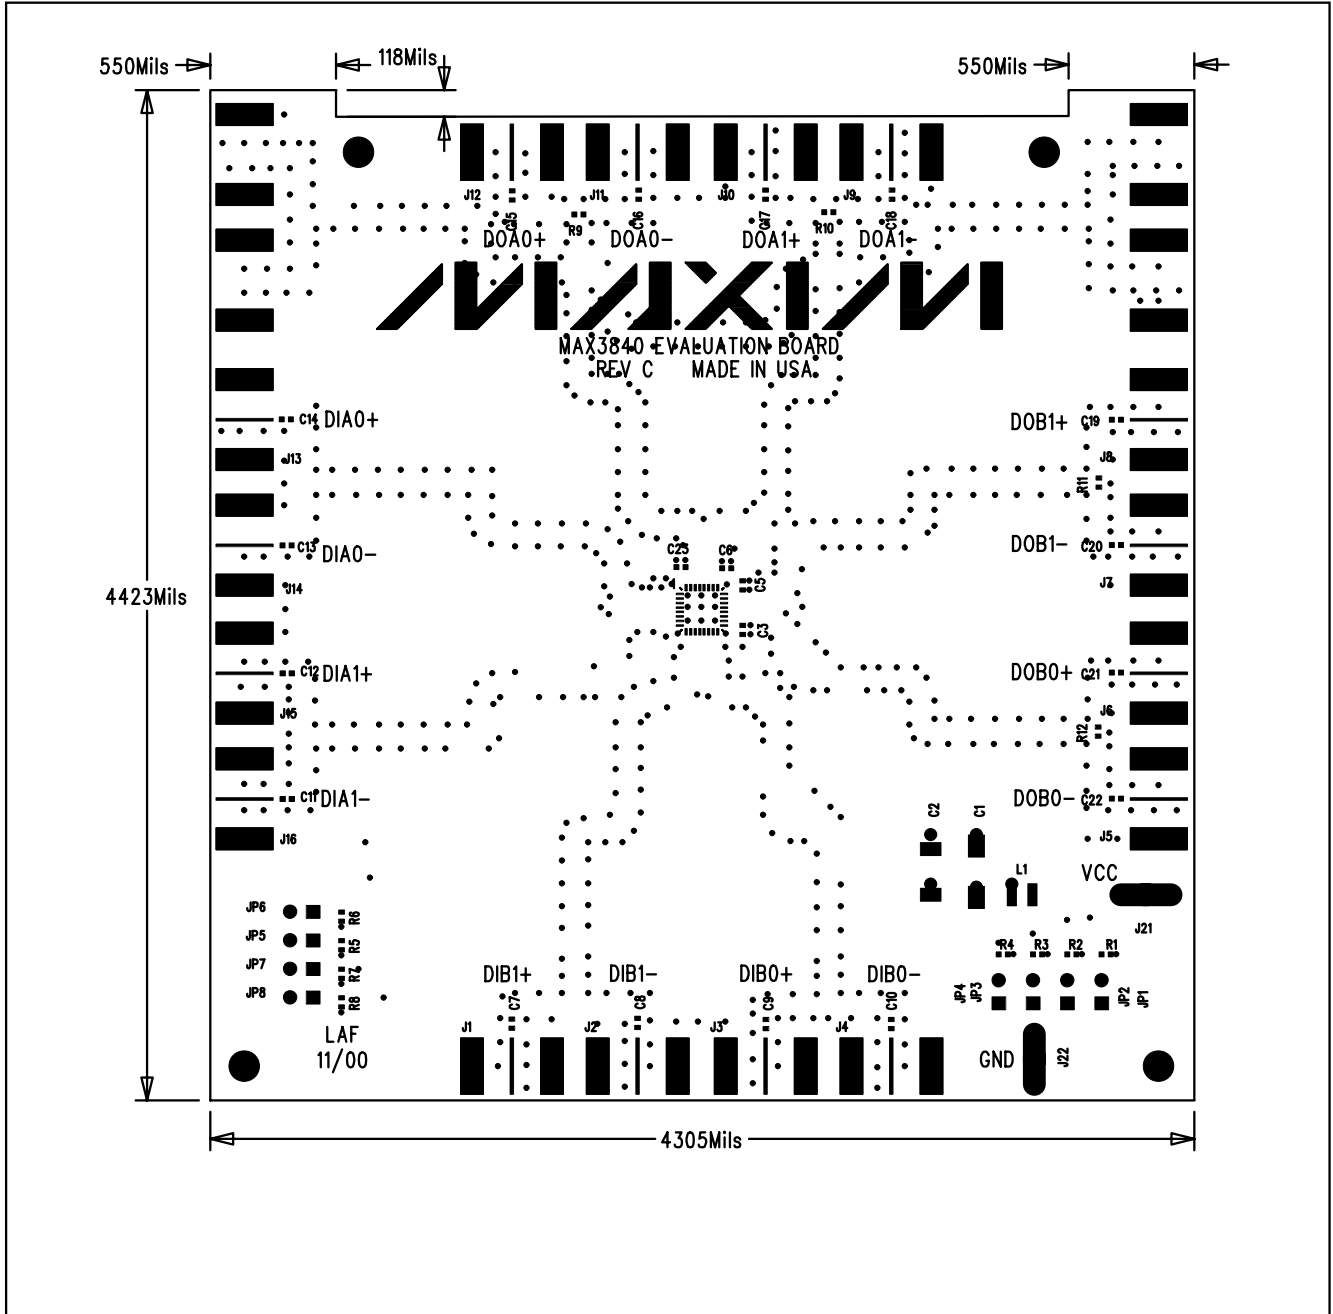 550Mils
118Mils
550Mils
J12
J11
J10
J9
C15
C16
C17
C18
R9
R10
DOA0+
DOA0-
DOA1+
DOA1-
MAXIM
MAX3840 EVALUATION BOARD
REV C MADE IN USA
C14 DIA0+
DOB1+ C19
J13
J8
R11
C13
DIA0-
DOB1- C20
C25
C6
C5
J14
J7
4423Mils
C3
C12 DIA1+
DOB0+ C21
J15
J6
R12
C11 DIA1-
DOB0- C22
J16
J5
C2
C1
L1
VCC
J21
JP6
R6
JP5
R5
JP7
R7
JP8
R8
R4
R3
R2
R1
JP4
JP3
JP2
JP1
DIB1+
DIB1-
DIB0+
DIB0-
C7
C8
C9
C10
J1
J2
J3
J4
LAF
11/00
GND
J22
4305Mils